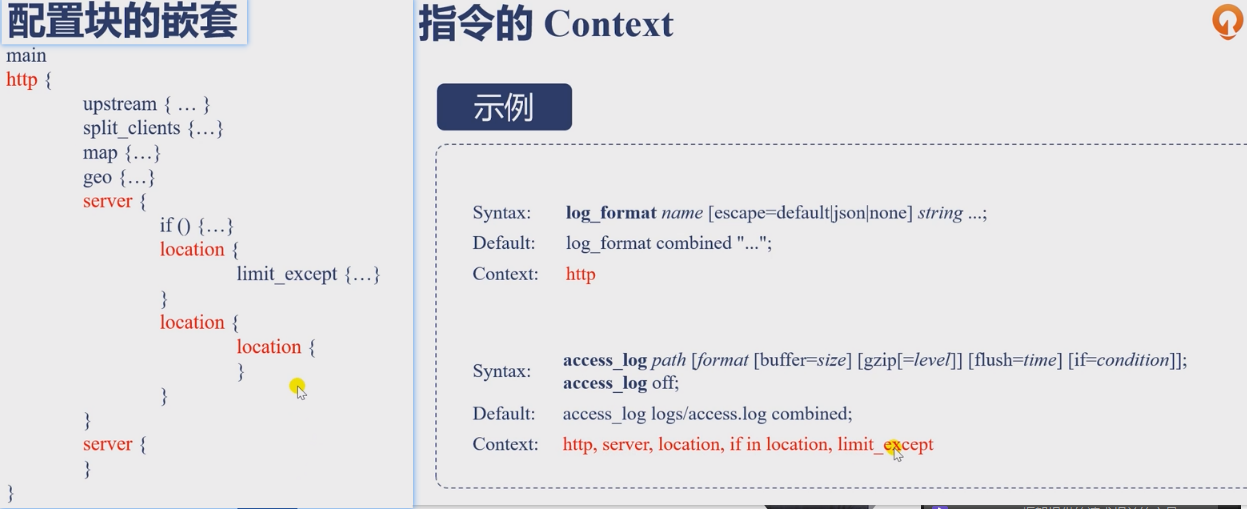 配置块的嵌套
main
http {
upstream { … }
split_clients {…}
map {…}
geo {…}
server {
if () {…}
location {
limit_except {…}
}
location {
location {
}
}
}
server {
}
}
指令的 Context
示例
Syntax: log_format name [escape=default|json|none] string ...;
Default: log_format combined "...";
Context: http
Syntax: access_log path [format [buffer=size] [gzip[=level]] [flush=time] [if=condition]];
access_log off;
Default: access_log logs/access.log combined;
Context: http, server, location, if in location, limit_except